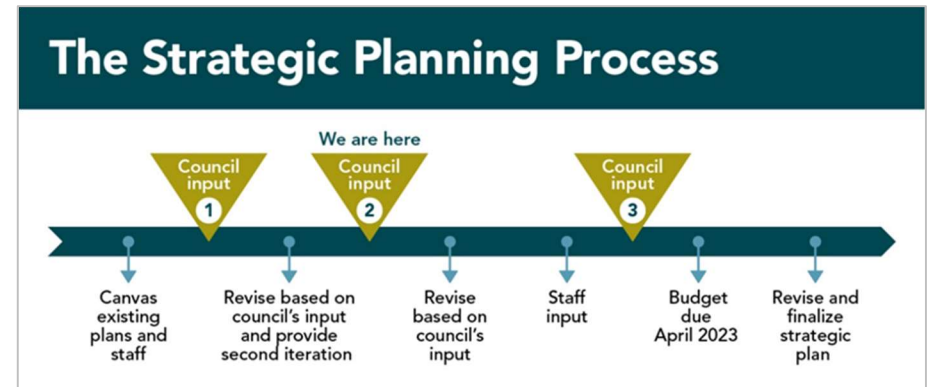 The Strategic Planning Process
We are here
Council
input
1
Council
input
2
Council
input
3
Canvas
existing
plans and
staff
Revise based on
council's input
and provide
second iteration
Revise
based on
council's
input
Staff
input
Budget
due
April 2023
Revise and
finalize
strategic
plan